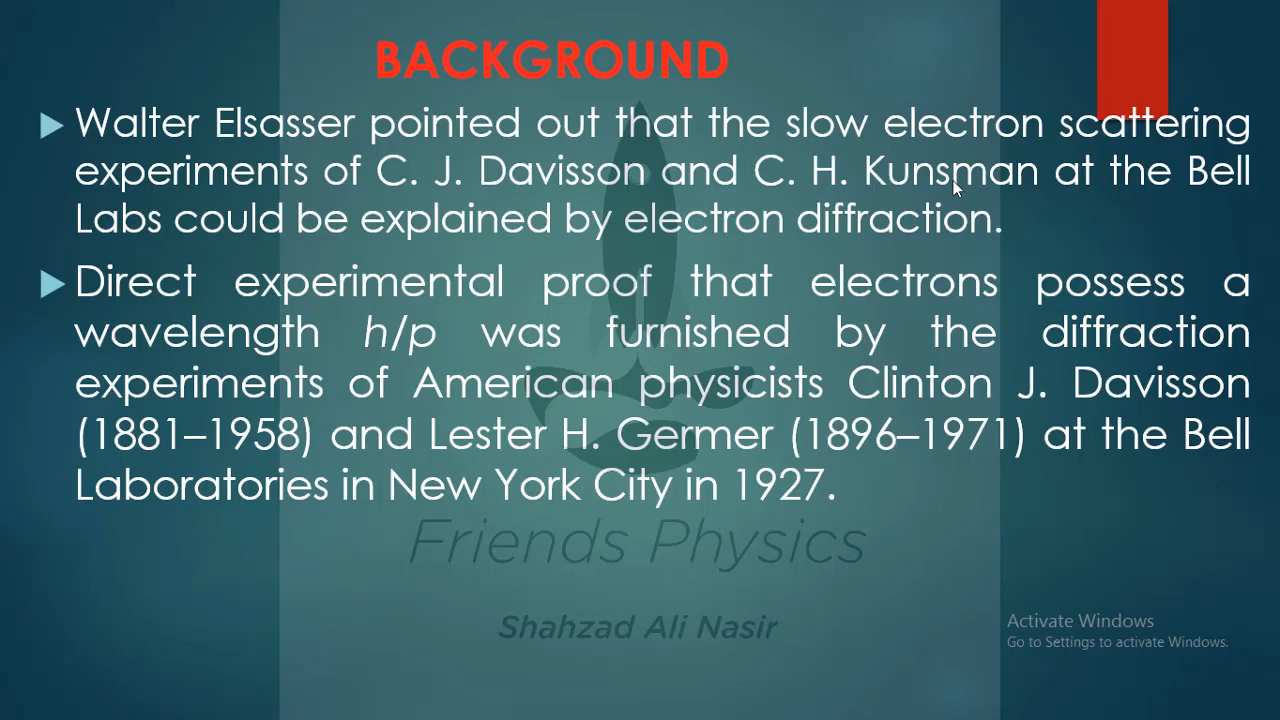 BACKGROUND
Walter Elsasser pointed out that the slow electron scattering
experiments of C. J. Davisson and C. H. Kunsman at the Bell
Labs could be explained by electron diffraction.
Direct experimental proof that electrons possess a
wavelength h/p was furnished by the diffraction
experiments of American physicists Clinton J. Davisson
(1881–1958) and Lester H. Germer (1896–1971) at the Bell
Laboratories in New York City in 1927.
Friends Physics
Shahzad Ali Nasir
Activate Windows
Go to Settings to activate Windows.